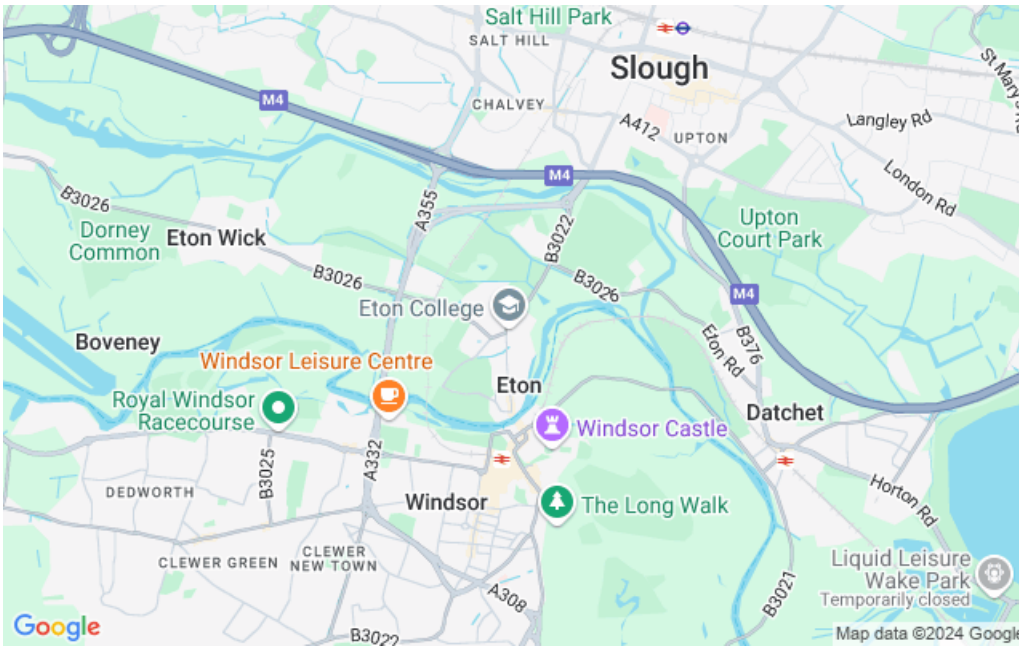 Salt Hill Park
SALT HILL
Slough
St Mary's
M4
CHALVEY
A412
UPTON
Langley Rd
London Rd
M4
B3026
A355
Dorney
Common
Eton Wick
B3022
Upton
Court Park
B3026
B3026
M4
Eton College
Eton Rd
B376
Boveney
Windsor Leisure Centre
Eton
Royal Windsor
Racecourse
Datchet
Windsor Castle
A332
B3025
DEDWORTH
Windsor
The Long Walk
Horton Rd
CLEWER GREEN
CLEWER
NEW TOWN
Liquid Leisure
Wake Park
Temporarily closed
A308
B3021
Google
B3022
Map data ©2024 Google